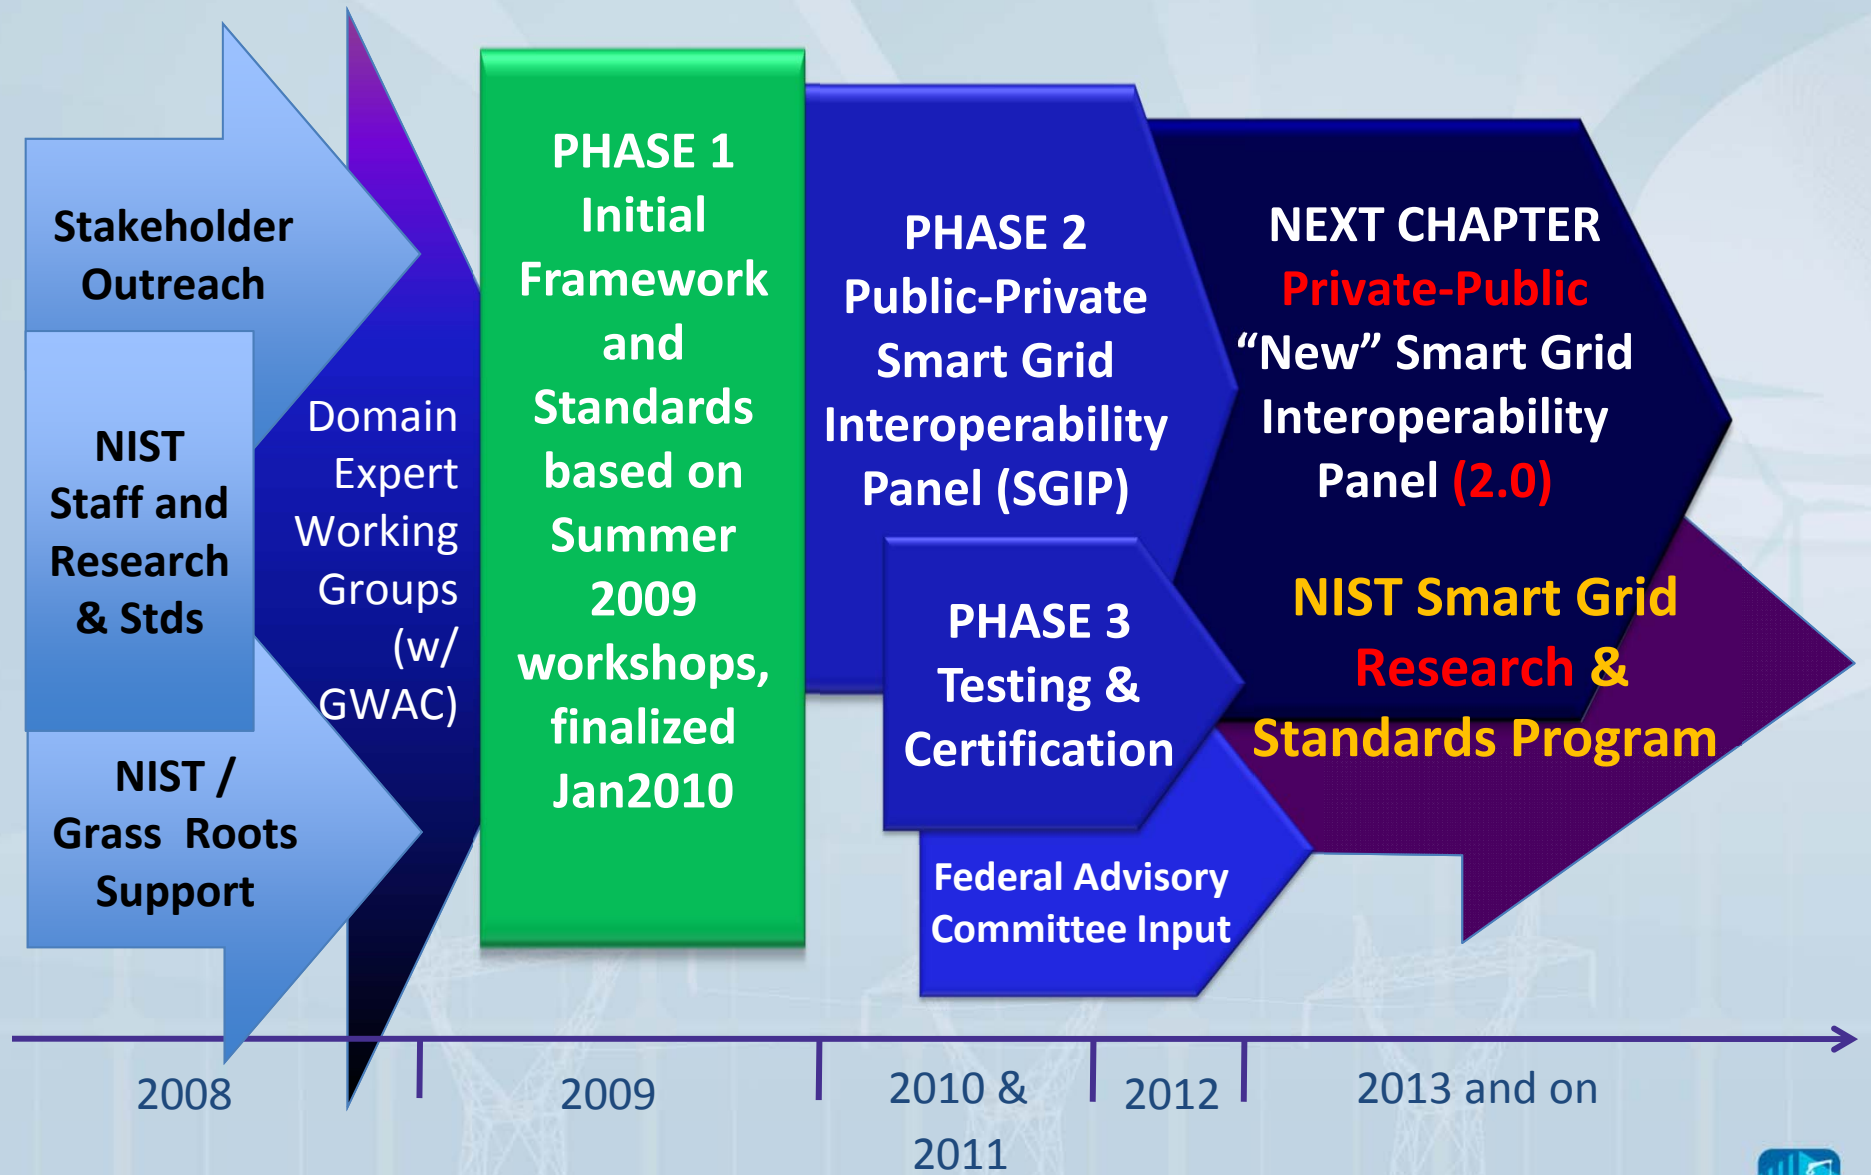 Stakeholder
Outreach
NIST
Staff and
Research
& Stds
NIST /
Grass Roots
Support
Domain
Expert
Working
Groups
(w/
GWAC)
PHASE 1
Initial
Framework
and
Standards
based on
Summer
2009
workshops,
finalized
Jan2010
PHASE 2
Public-Private
Smart Grid
Interoperability
Panel (SGIP)
PHASE 3
Testing &
Certification
Federal Advisory
Committee Input
NEXT CHAPTER
Private-Public
“New” Smart Grid
Interoperability
Panel (2.0)
NIST Smart Grid
Research &
Standards Program
2008
2009
2010 &
2011
2012
2013 and on